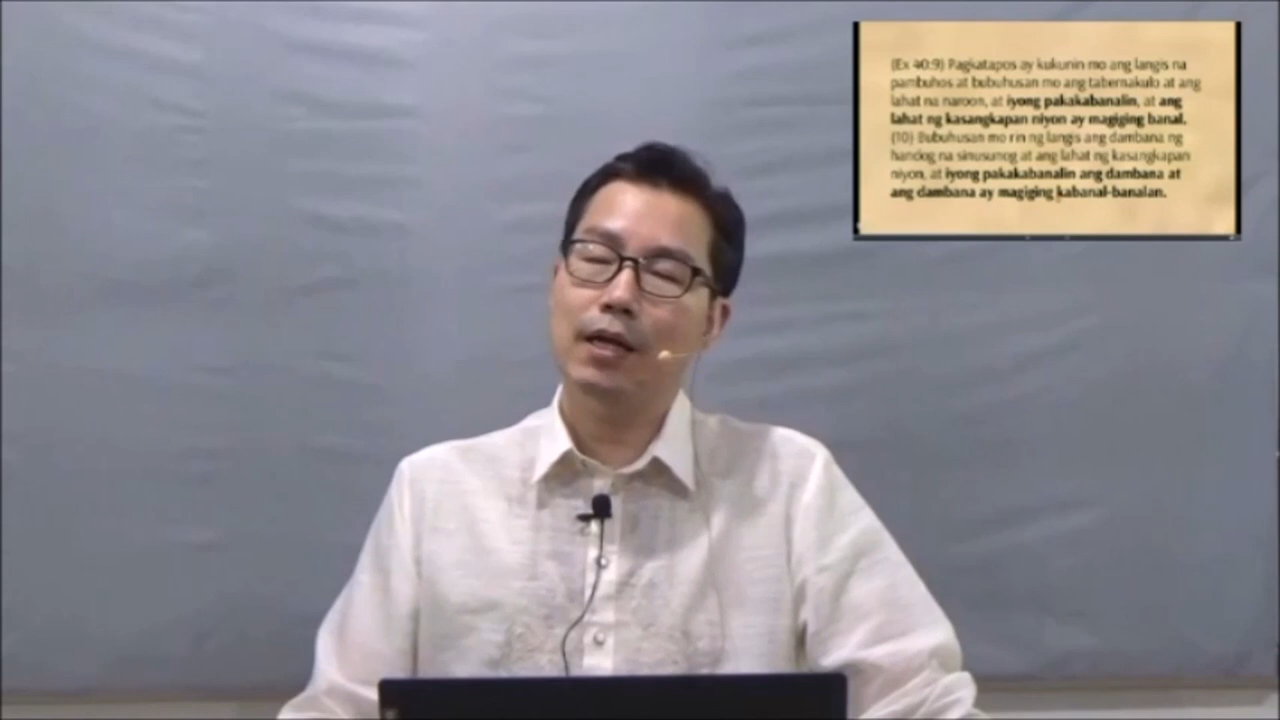 (Ex 40:9) Pagkatapos ay kukunin mo ang langis na
pambuhos at bubuhusan mo ang tabernakulo at ang
lahat na naroon, at iyong pakakabanalin, at ang
lahat ng kasangkapan niyon ay magiging banal.
(10) Bubuhusan mo rin ng langis ang dambana ng
handog na sinusunog at ang lahat ng kasangkapan
niyon, at iyong pakakabanalin ang dambana at
ang dambana ay magiging kabanal-banalan.